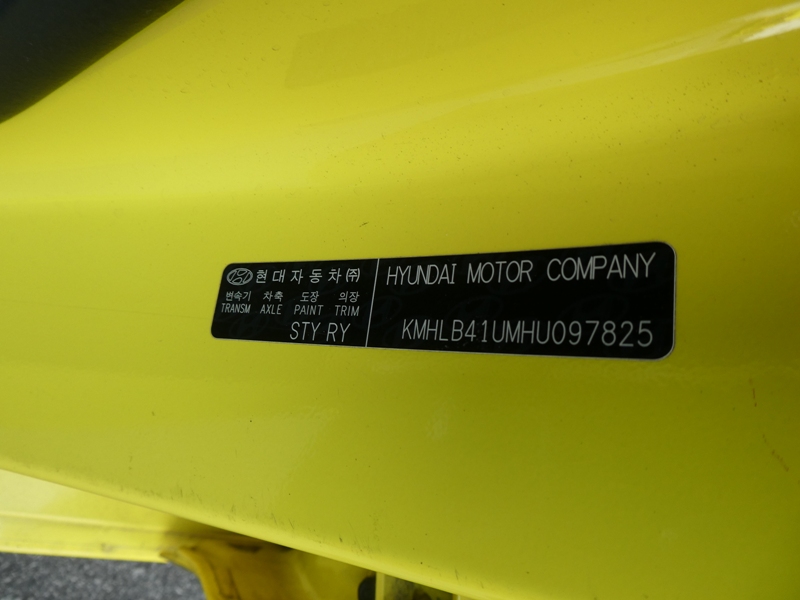 현대자동차(주)
변속기 차축 도장 의장
TRANSM AXLE PAINT TRIM
STY RY
HYUNDAI MOTOR COMPANY
KMHLB41UMHU097825